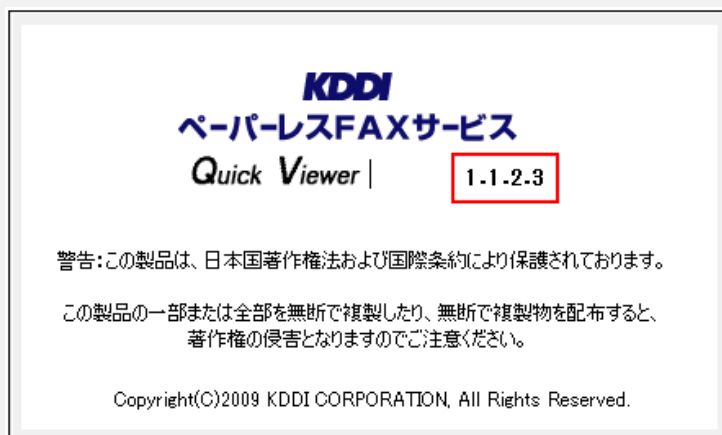 KDDI
ペーパーレスFAXサービス
Quick Viewer 1.1.2.3
警告:この製品は、日本国著作権法および国際条約により保護されております。
この製品の一部または全部を無断で複製したり、無断で複製物を配布すると、
著作権の侵害となりますのでご注意ください。
Copyright(C)2009 KDDI CORPORATION, All Rights Reserved.